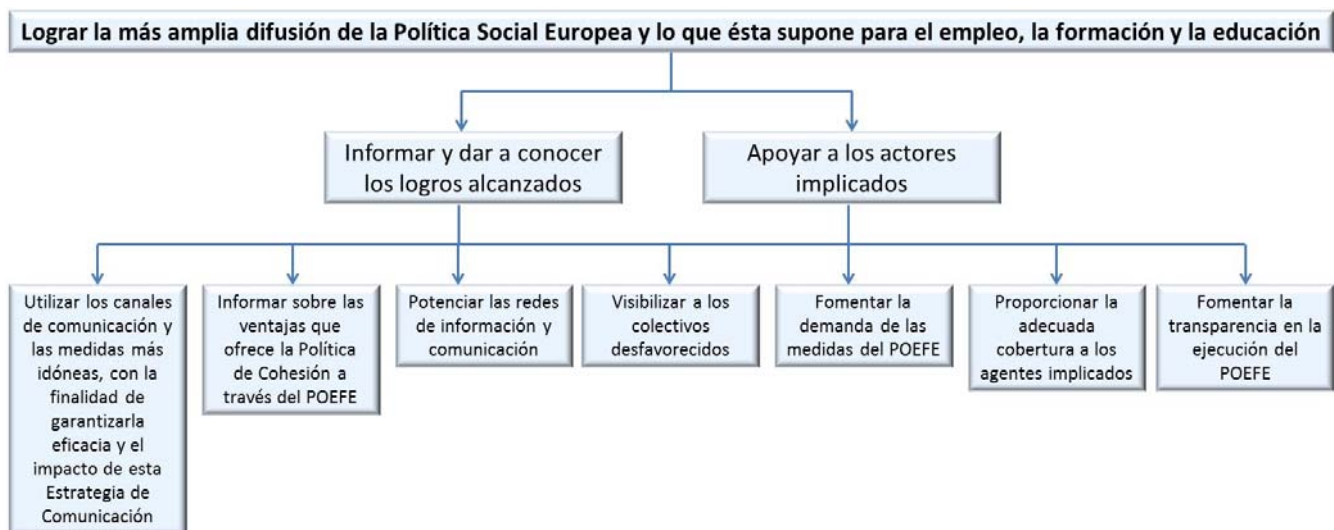 Lograr la más amplia difusión de la Política Social Europea y lo que ésta supone para el empleo, la formación y la educación
Informar y dar a conocer
los logros alcanzados
Apoyar a los actores
implicados
Utilizar los canales
de comunicación y
las medidas más
idóneas, con la
finalidad de
garantizarla
eficacia y el
impacto de esta
Estrategia de
Comunicación
Informar sobre las
ventajas que
ofrece la Política
de Cohesión a
través del POEFE
Potenciar las redes
de información y
comunicación
Visibilizar a los
colectivos
desfavorecidos
Fomentar la
demanda de las
medidas del POEFE
Proporcionar la
adecuada
cobertura a los
agentes implicados
Fomentar la
transparencia en la
ejecución del
POEFE